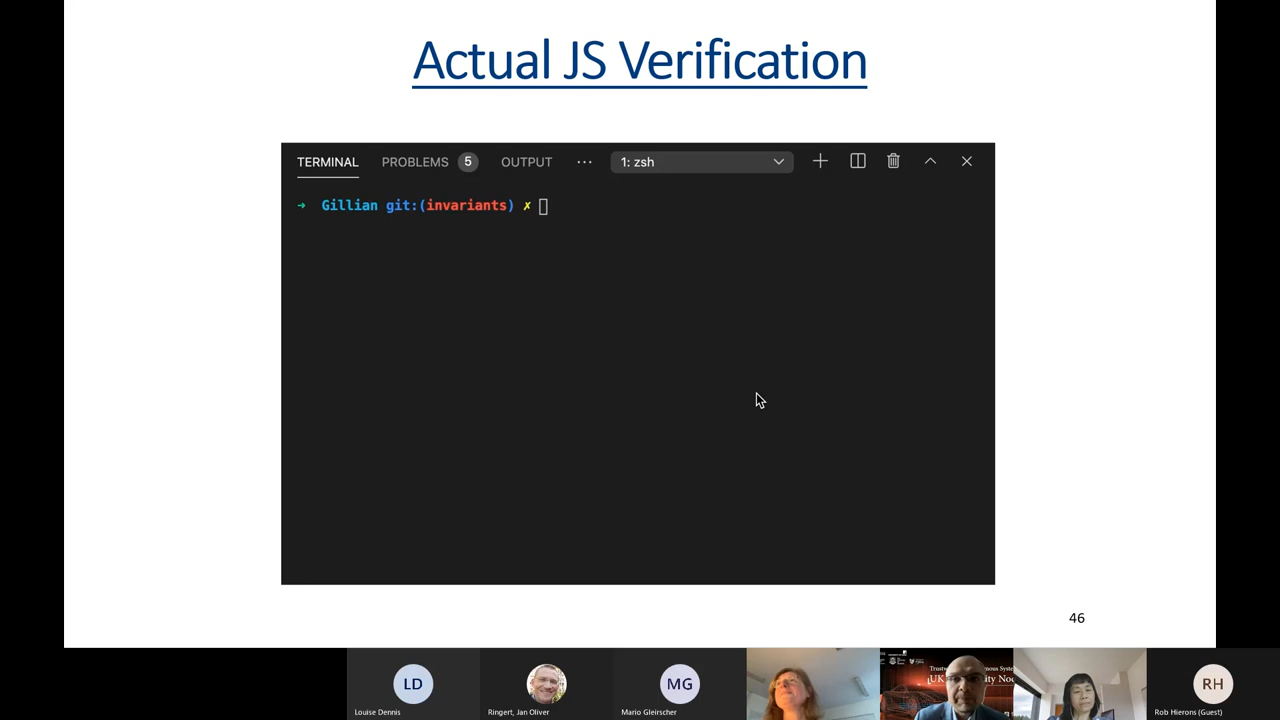 Actual JS Verification
TERMINAL PROBLEMS 5 OUTPUT ··· 1: zsh
➜ Gillian git:(invariants) ✗
46
LD MG RH
Louise Dennis Ringert, Jan Oliver Mario Gleirscher Rob Hierons (Guest)